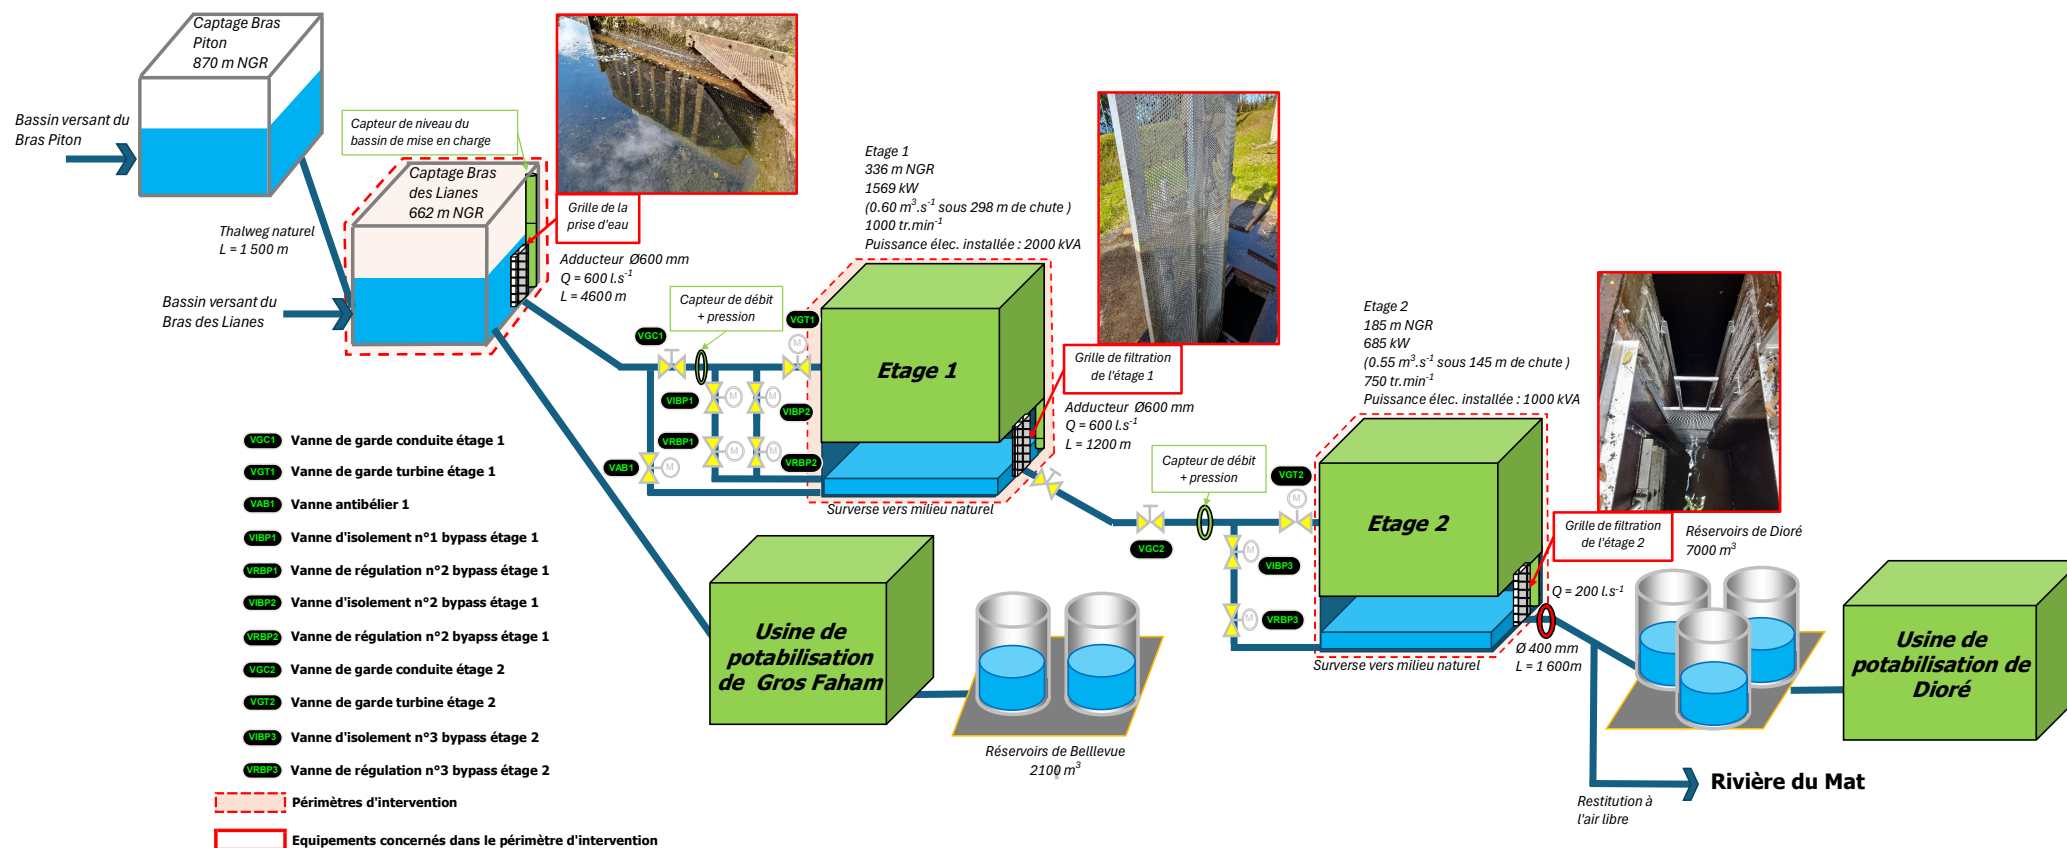 Captage Bras
Piton
870 m NGR
Bassin versant du
Bras Piton
Capteur de niveau du
bassin de mise en charge
Captage Bras
des Lianes
662 m NGR
Grille de la
prise d'eau
Thalweg naturel
L = 1 500 m
Bassin versant du
Bras des Lianes
Adducteur Ø600 mm
Q = 600 l.s-1
L = 4600 m
Capteur de débit
+ pression
Etage 1
336 m NGR
1569 kW
(0.60 m3.s-1 sous 298 m de chute )
1000 tr.min-1
Puissance élec. installée : 2000 kVA
VGC1
VGT1
M
VIBP1
M
M
VIBP2
VRBP1
M
M
VRBP2
VAB1
M
Etage 1
Surverse vers milieu naturel
Grille de filtration
de l'étage 1
Adducteur Ø600 mm
Q = 600 l.s-1
L = 1200 m
Capteur de débit
+ pression
Etage 2
185 m NGR
685 kW
(0.55 m3.s-1 sous 145 m de chute )
750 tr.min-1
Puissance élec. installée : 1000 kVA
VGT2
M
VGC2
M
VIBP3
M
VRBP3
Etage 2
Surverse vers milieu naturel
Grille de filtration
de l'étage 2
Q = 200 l.s-1
Ø 400 mm
L = 1 600m
Réservoirs de Dioré
7000 m3
Usine de
potabilisation de
Dioré
Usine de
potabilisation
de Gros Faham
Réservoirs de Belllevue
2100 m3
Restitution à
l'air libre
Rivière du Mat
VGC1 Vanne de garde conduite étage 1
VGT1 Vanne de garde turbine étage 1
VAB1 Vanne antibélier 1
VIBP1 Vanne d'isolement n°1 bypass étage 1
VRBP1 Vanne de régulation n°2 bypass étage 1
VIBP2 Vanne d'isolement n°2 bypass étage 1
VRBP2 Vanne de régulation n°2 byapss étage 1
VGC2 Vanne de garde conduite étage 2
VGT2 Vanne de garde turbine étage 2
VIBP3 Vanne d'isolement n°3 bypass étage 2
VRBP3 Vanne de régulation n°3 bypass étage 2
Périmètres d'intervention
Equipements concernés dans le périmètre d'intervention